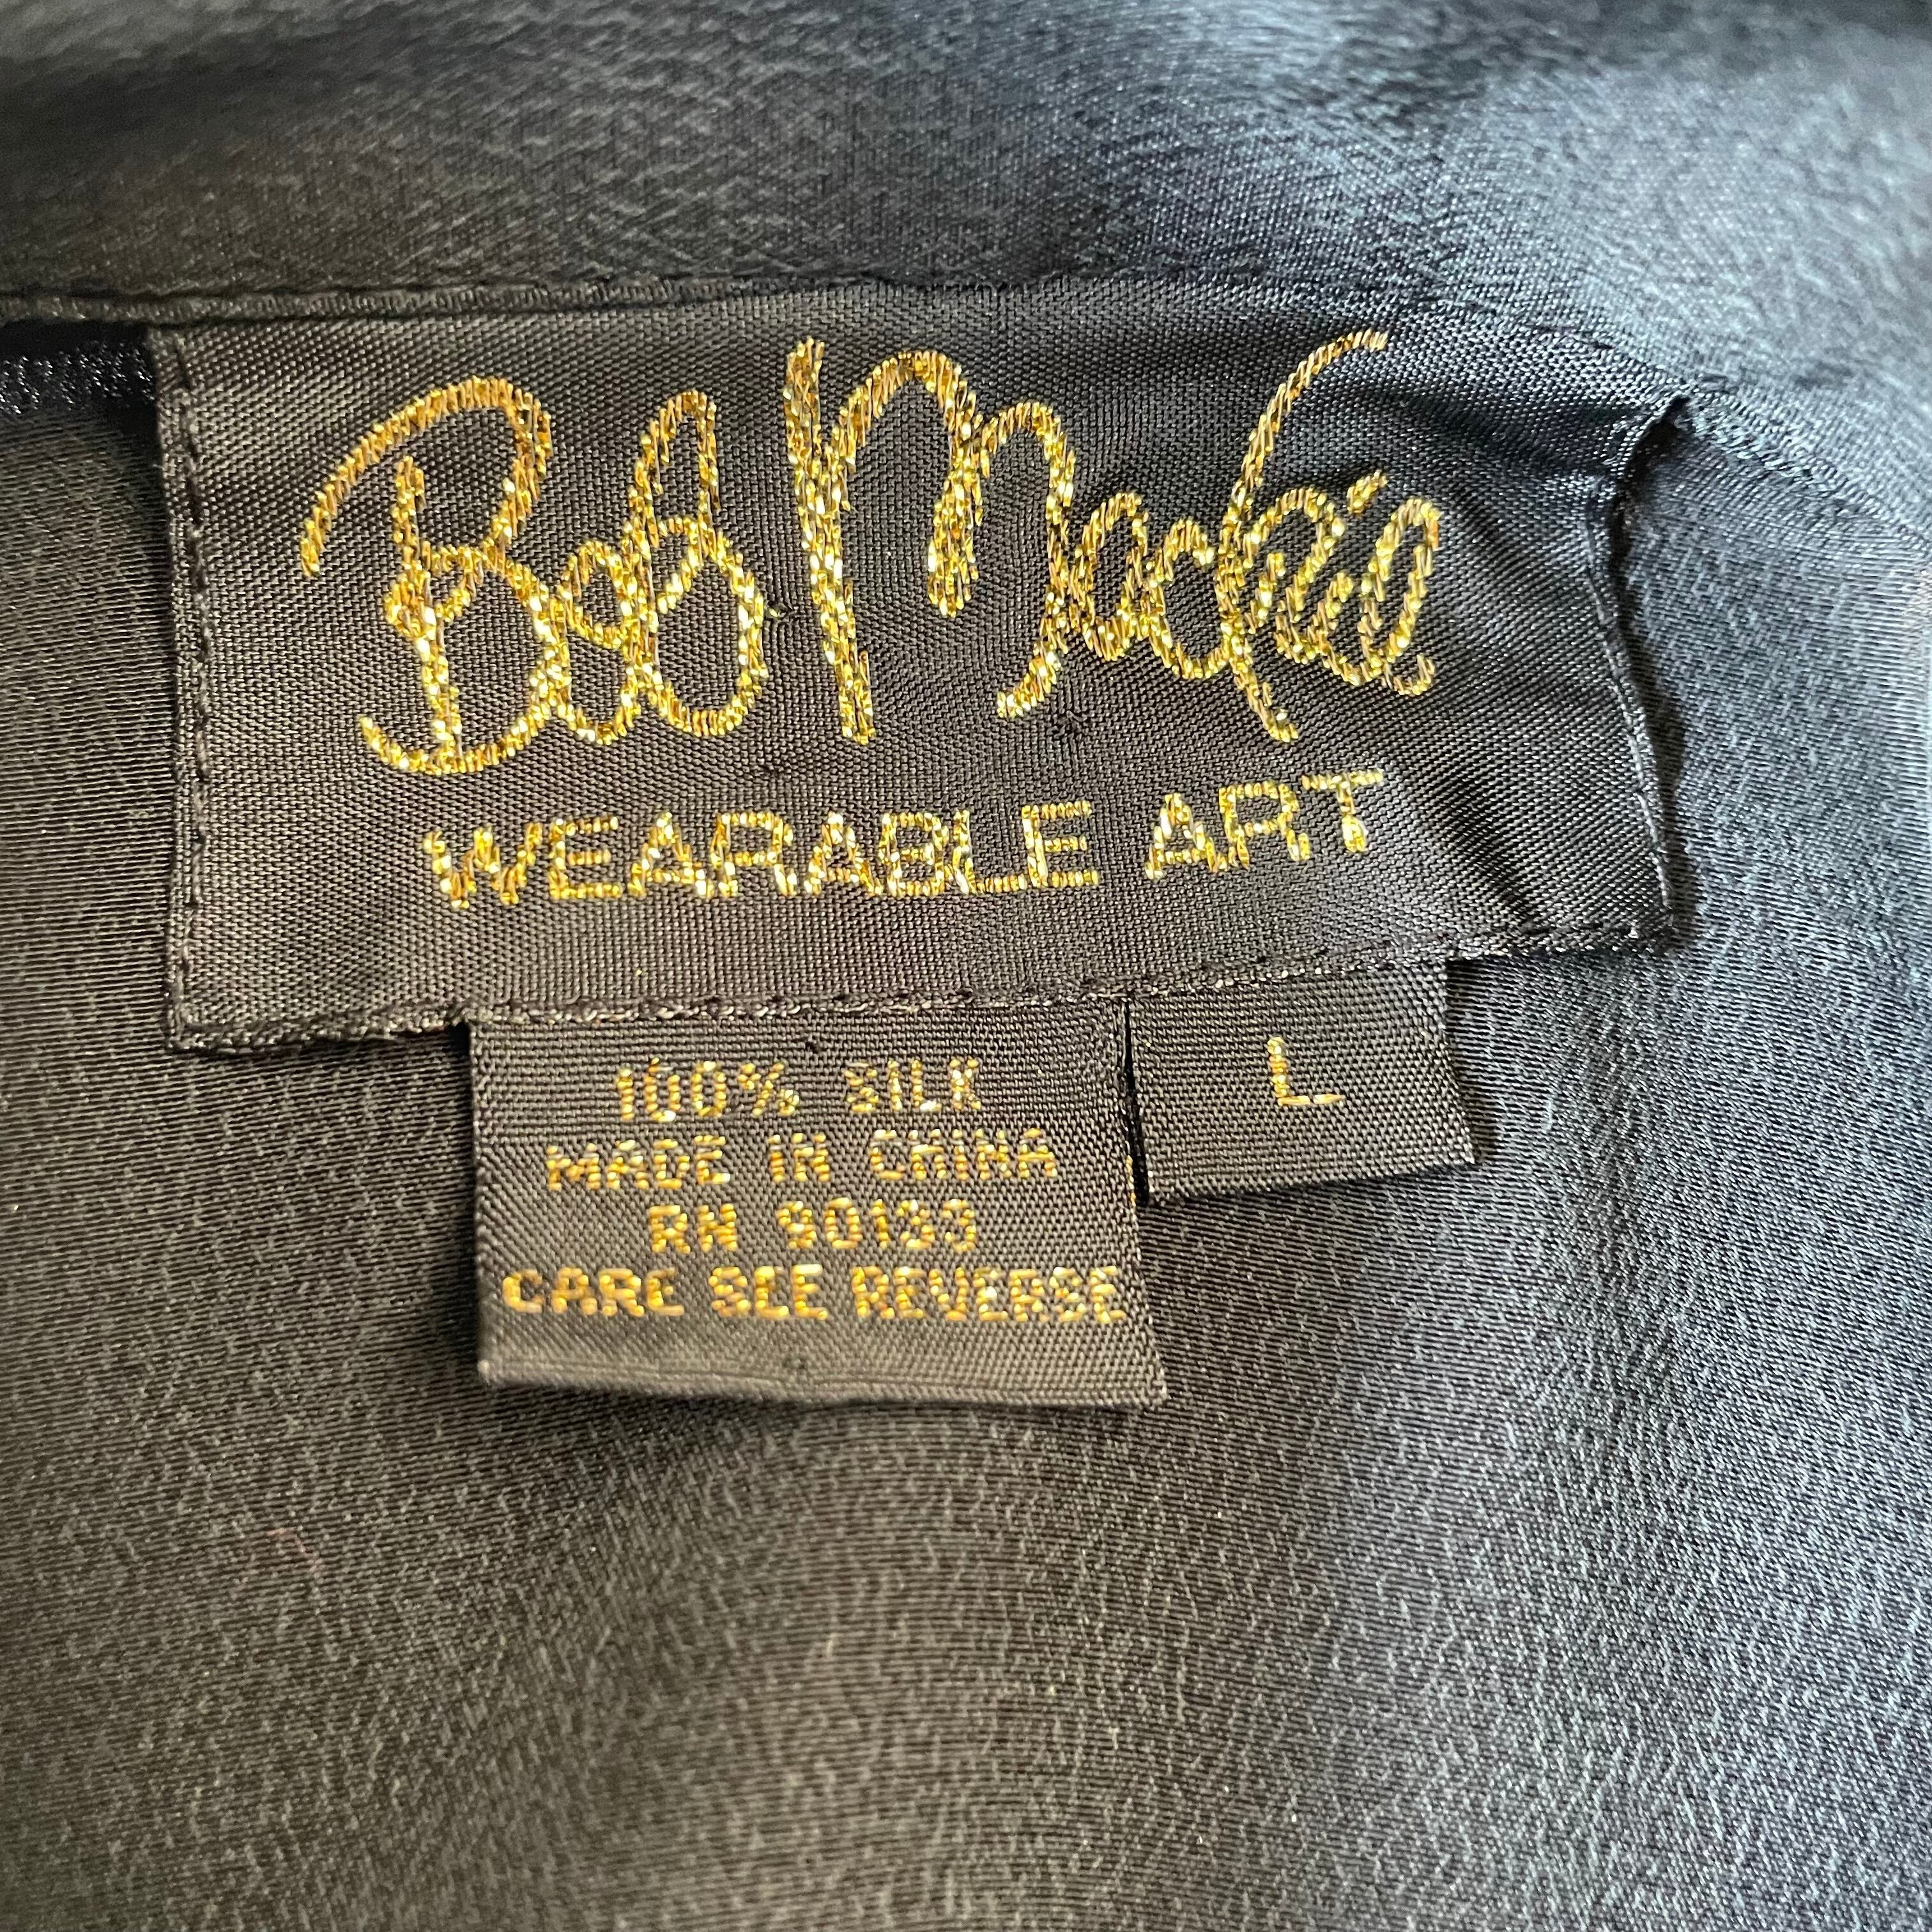 Bob Mackie
WEARABLE ART
100% SILK
MADE IN CHINA
RN 90133
CARE SEE REVERSE
L